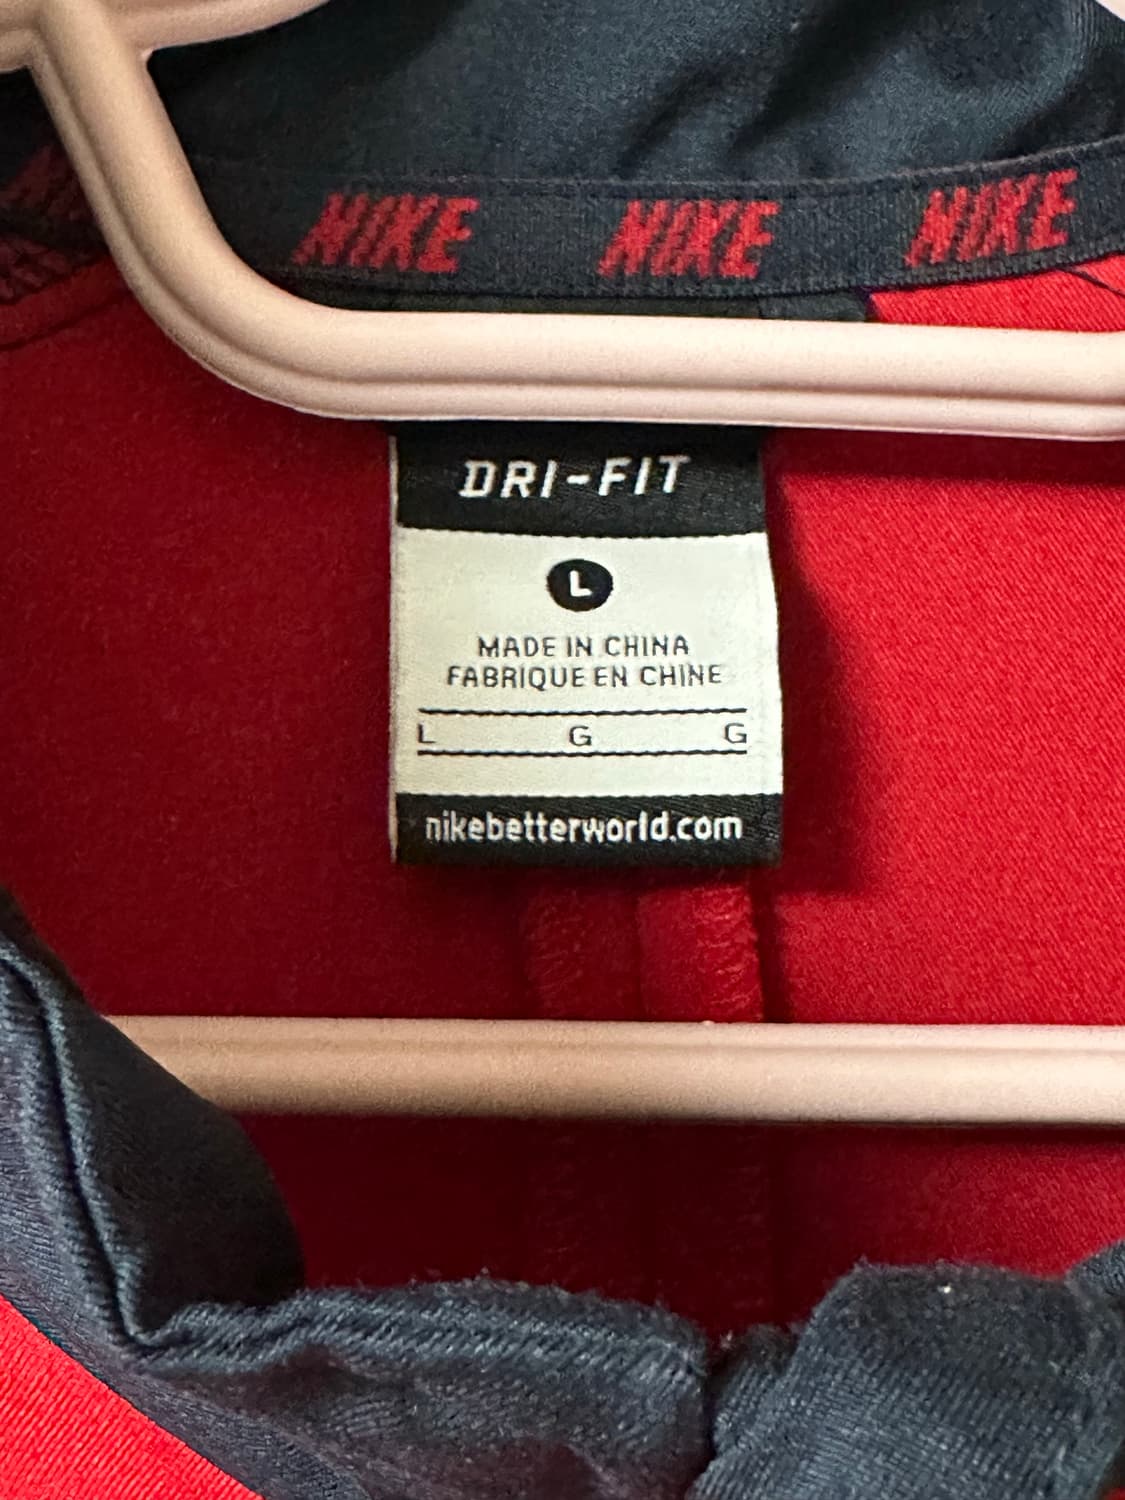 NIKE NIKE NIKE
DRI-FIT
L
MADE IN CHINA
FABRIQUE EN CHINE
L G G
nikebetterworld.com